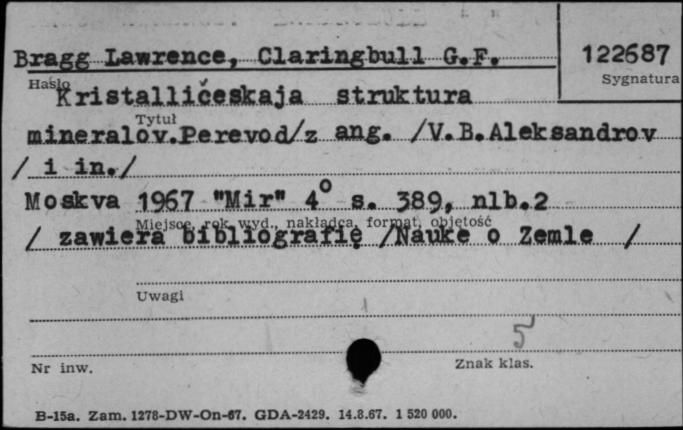 Bragg Lawrence, Claringbull G.F. 122687
Hasło Sygnatura
Kristallićeskaja struktura
Tytuł
mineralov.Perevod/z ang. /V.B.Aleksandrov
/ i in./
Moskva 1967 "Mir" 4° s. 389, nlb.2
Miejsce, rok wyd., nakładca, format, objętość
/ zawiera bibliografię /Nauke o Zemle /
Uwagi
5
Nr inw. Znak klas.
B-15a. Zam. 1278-DW-On-67. GDA-2429. 14.8.67. 1 520 000.